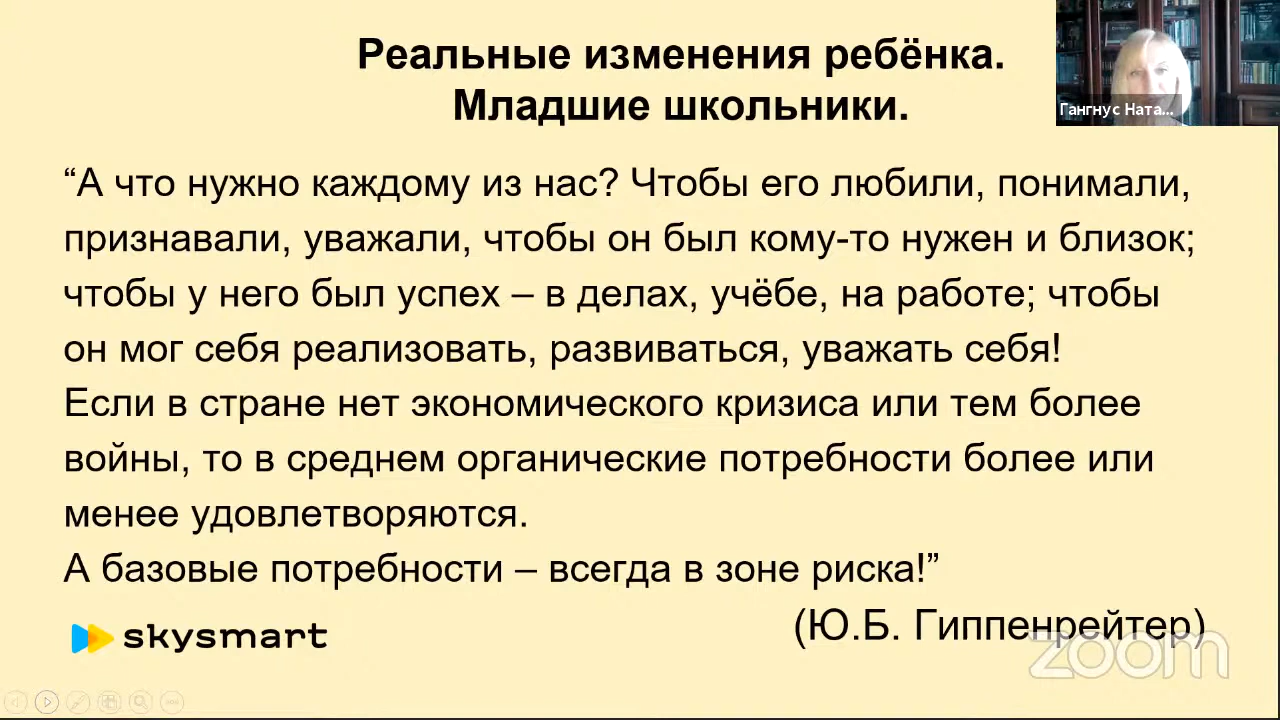 Реальные изменения ребёнка.
Младшие школьники.
Гангнус Ната...
“А что нужно каждому из нас? Чтобы его любили, понимали,
признавали, уважали, чтобы он был кому-то нужен и близок;
чтобы у него был успех – в делах, учёбе, на работе; чтобы
он мог себя реализовать, развиваться, уважать себя!
Если в стране нет экономического кризиса или тем более
войны, то в среднем органические потребности более или
менее удовлетворяются.
А базовые потребности – всегда в зоне риска!”
(Ю.Б. Гиппенрейтер)
skysmart
zoom